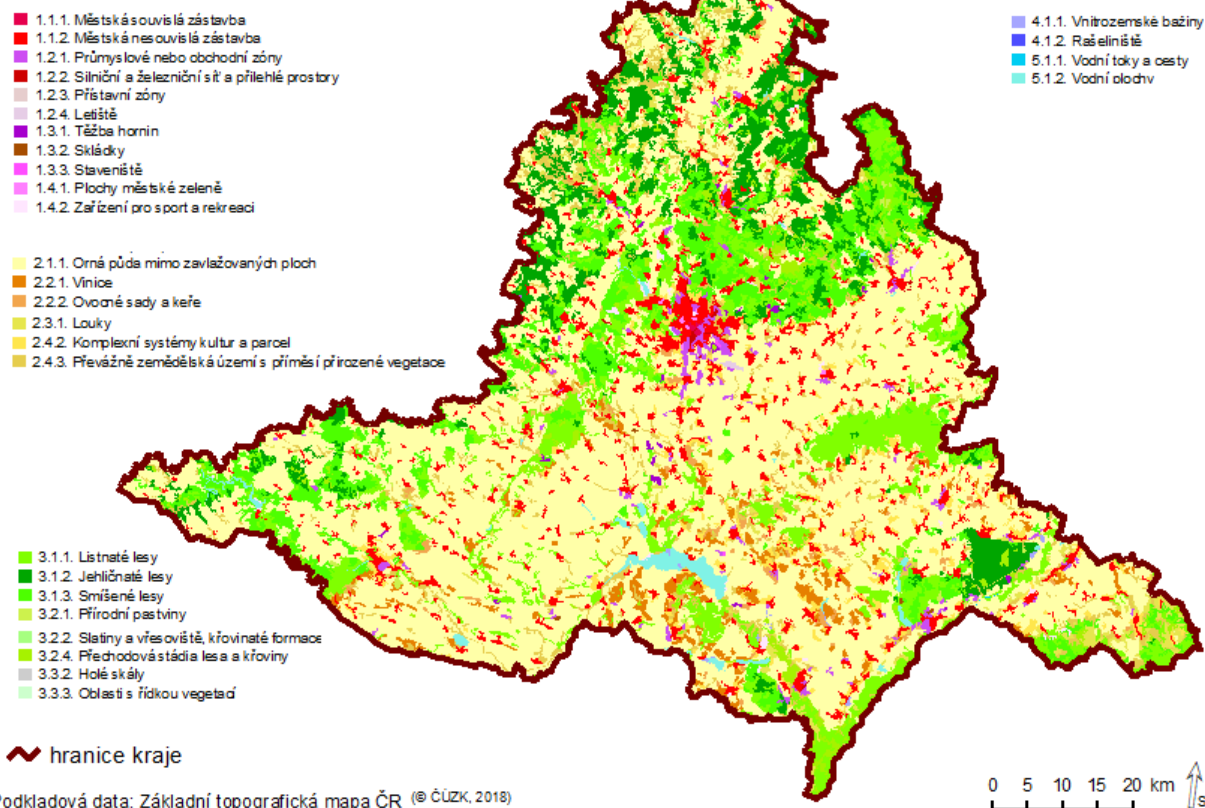 1.1.1. Městská souvislá zástavba
1.1.2. Městská nesouvislá zástavba
1.2.1. Průmyslové nebo obchodní zóny
1.2.2. Silniční a železniční síť a přilehlé prostory
1.2.3. Přístavní zóny
1.2.4. Letiště
1.3.1. Těžba hornin
1.3.2. Skládky
1.3.3. Staveniště
1.4.1. Plochy městské zeleně
1.4.2. Zařízení pro sport a rekreaci
2.1.1. Orná půda mimo zavlažovaných ploch
2.2.1. Vinice
2.2.2. Ovocné sady a keře
2.3.1. Louky
2.4.2. Komplexní systémy kultur a parcel
2.4.3. Převážně zemědělská území s příměsí přirozené vegetace
3.1.1. Listnaté lesy
3.1.2. Jehličnaté lesy
3.1.3. Smíšené lesy
3.2.1. Přírodní pastviny
3.2.2. Slatiny a vřesoviště, křovinaté formace
3.2.4. Přechodová stádia lesa a křoviny
3.3.2. Holé skály
3.3.3. Oblasti s řídkou vegetací
4.1.1. Vnitrozemské bažiny
4.1.2. Rašeliniště
5.1.1. Vodní toky a cesty
5.1.2. Vodní plochy
hranice kraje
Podkladová data: Základní topografická mapa ČR (© ČÚZK, 2018)
0 5 10 15 20 km
S